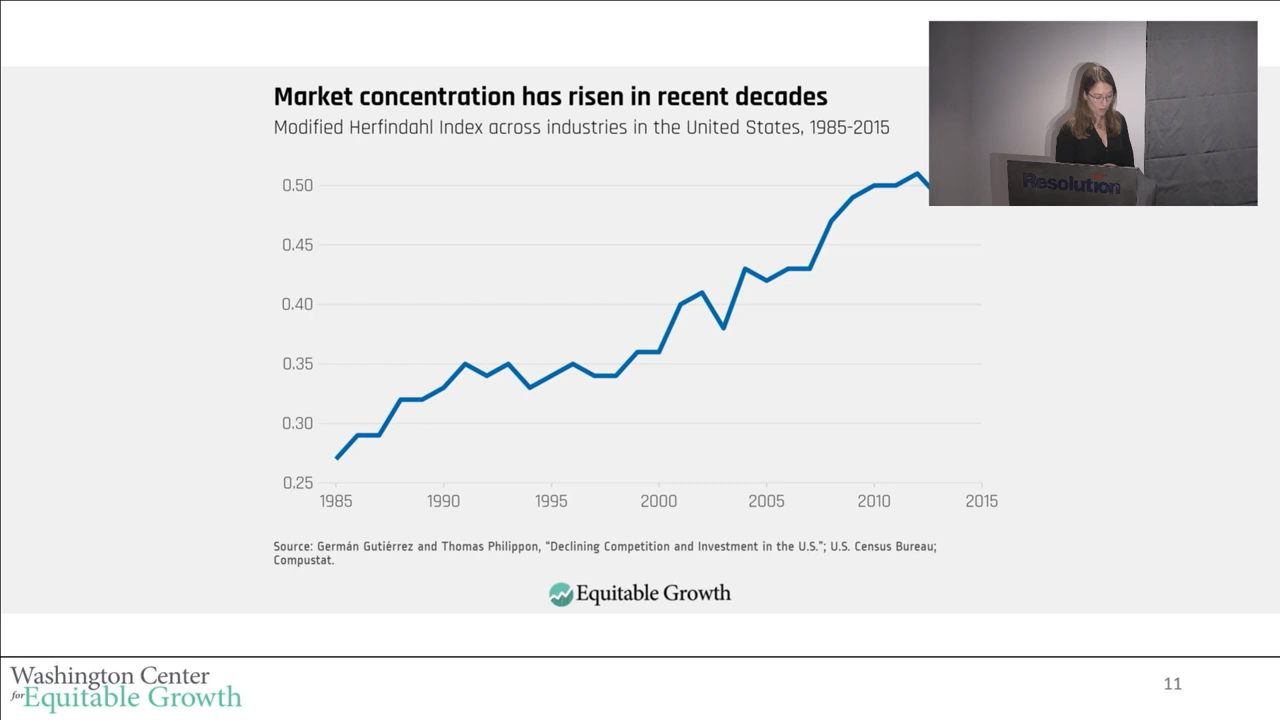 Market concentration has risen in recent decades
Modified Herfindahl Index across industries in the United States, 1985-2015
Resolution
0.50
0.45
0.40
0.35
0.30
0.25
1985 1990 1995 2000 2005 2010 2015
Source: Germán Gutiérrez and Thomas Philippon, "Declining Competition and Investment in the U.S."; U.S. Census Bureau;
Compustat.
Equitable Growth
Washington Center
for Equitable Growth
11